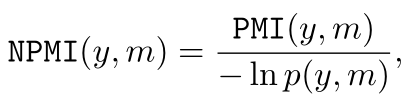 NPMI(y, m) = PMI(y, m) / −ln p(y, m),